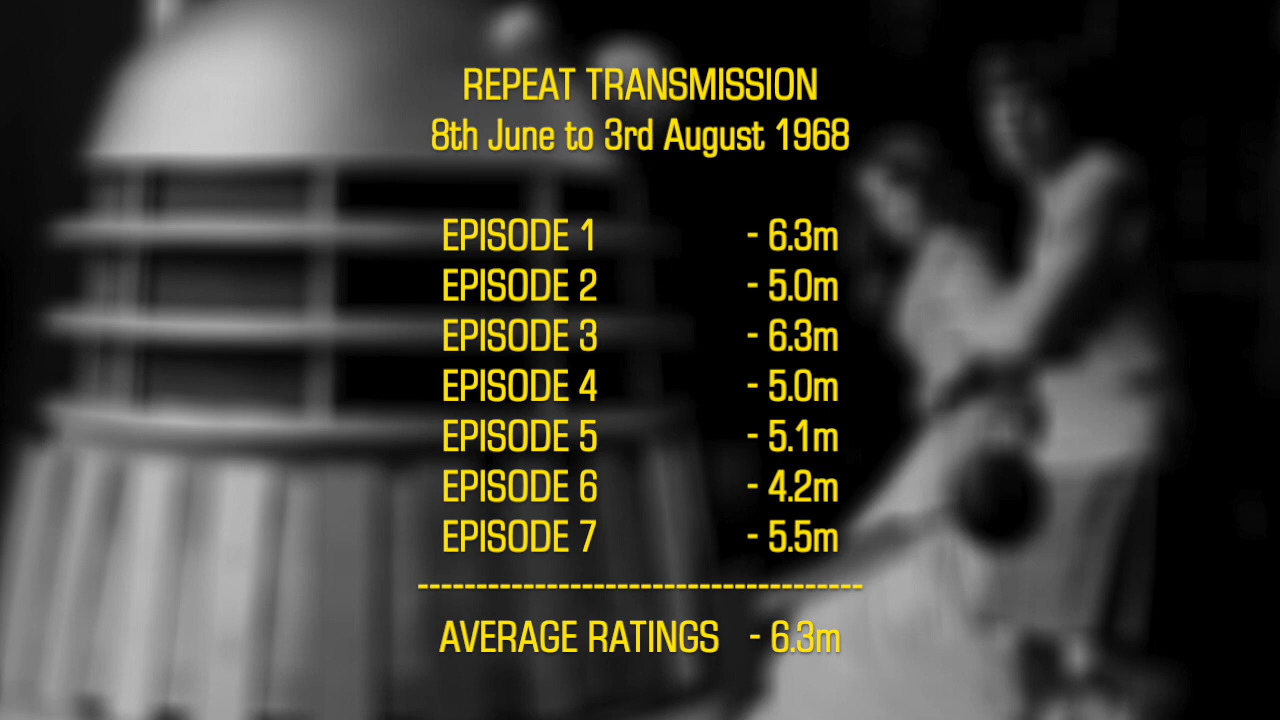 REPEAT TRANSMISSION
8th June to 3rd August 1968
EPISODE 1 - 6.3m
EPISODE 2 - 5.0m
EPISODE 3 - 6.3m
EPISODE 4 - 5.0m
EPISODE 5 - 5.1m
EPISODE 6 - 4.2m
EPISODE 7 - 5.5m
--------------------------------------
AVERAGE RATINGS - 6.3m